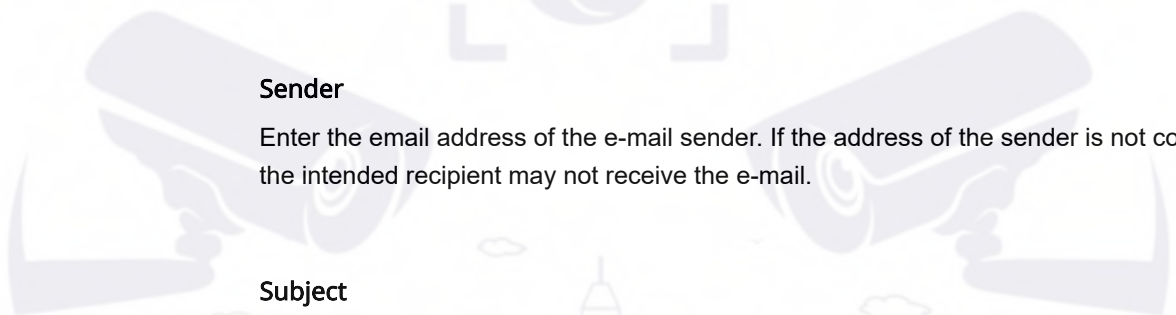 Sender
Enter the email address of the e-mail sender. If the address of the sender is not
the intended recipient may not receive the e-mail.
Subject